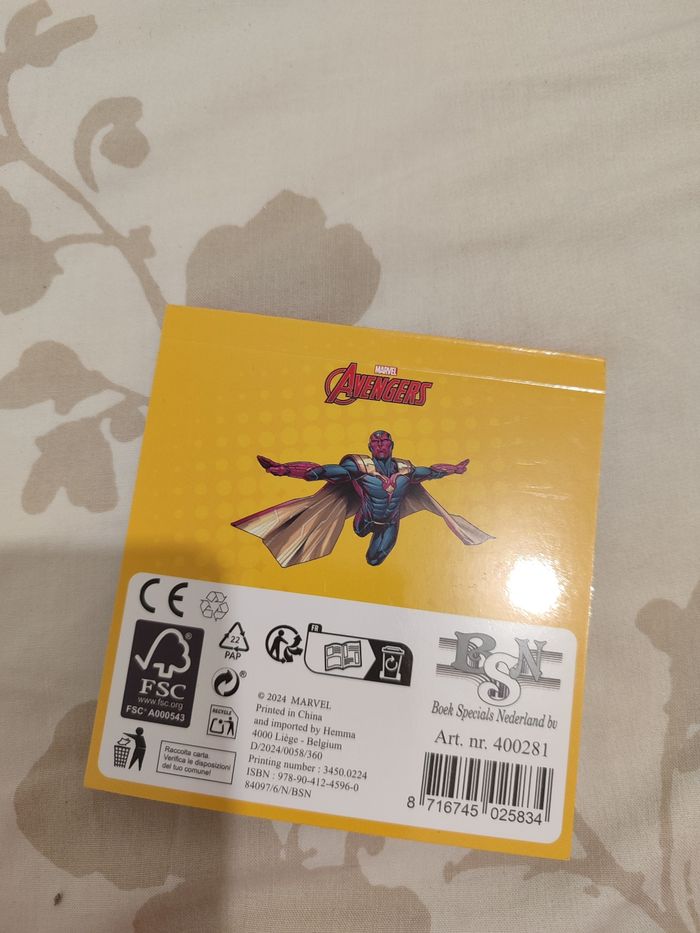 MARVEL
AVENGERS
CE
22
PAP
FR
FSC®
www.fsc.org
FSC® A000543
RECYCLE
Raccolta carta.
Verifica le disposizioni
del tuo comune!
© 2024 MARVEL
Printed in China
and imported by Hemma
4000 Liège - Belgium
D/2024/0058/360
Printing number : 3450.0224
ISBN : 978-90-412-4596-0
84097/6/N/BSN
BSN
Boek Specials Nederland bv
Art. nr. 400281
8 716745 025834